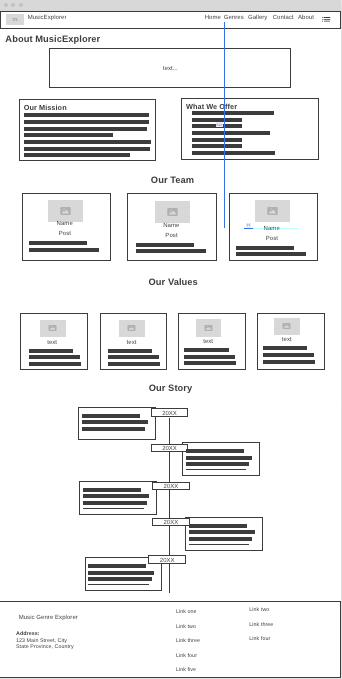 MusicExplorer
Home Genres Gallery Contact About
About MusicExplorer
text...
Our Mission
What We Offer
Our Team
Name
Post
Name
Post
Name
Post
Our Values
text
text
text
text
Our Story
20XX
20XX
20XX
20XX
20XX
Music Genre Explorer
Address:
123 Main Street, City
State Province, Country
Link one
Link two
Link three
Link four
Link five
Link two
Link three
Link four